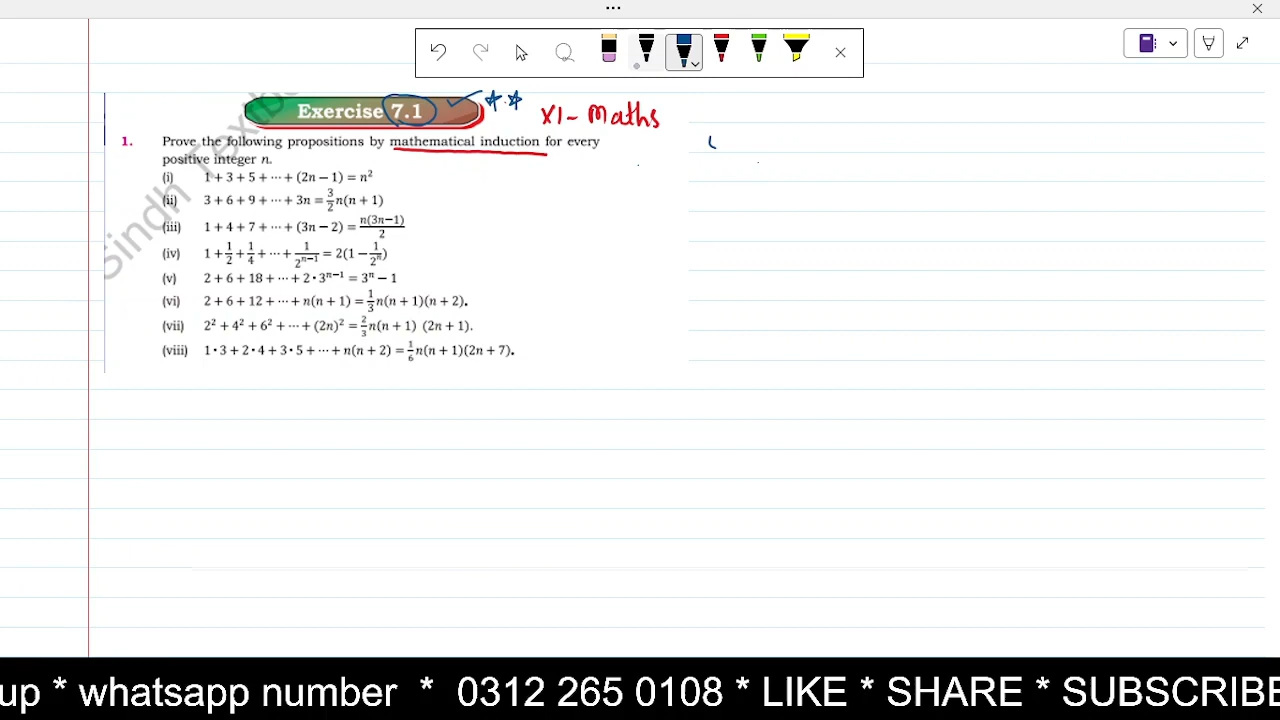 Exercise 7.1
XI- Maths
1. Prove the following propositions by mathematical induction for every
positive integer n.
(i) 1 + 3 + 5 + ⋯ + (2n − 1) = n²
(ii) 3 + 6 + 9 + ⋯ + 3n = 3/2 n(n + 1)
(iii) 1 + 4 + 7 + ⋯ + (3n − 2) = n(3n−1)/2
(iv) 1 + 1/2 + 1/4 + ⋯ + 1/2ⁿ⁻¹ = 2(1 − 1/2ⁿ)
(v) 2 + 6 + 18 + ⋯ + 2 • 3ⁿ⁻¹ = 3ⁿ − 1
(vi) 2 + 6 + 12 + ⋯ + n(n + 1) = 1/3 n(n + 1)(n + 2).
(vii) 2² + 4² + 6² + ⋯ + (2n)² = 2/3 n(n + 1) (2n + 1).
(viii) 1 • 3 + 2 • 4 + 3 • 5 + ⋯ + n(n + 2) = 1/6 n(n + 1)(2n + 7).
Sindh
up * whatsapp number * 0312 265 0108 * LIKE * SHARE * SUBSCRIBE